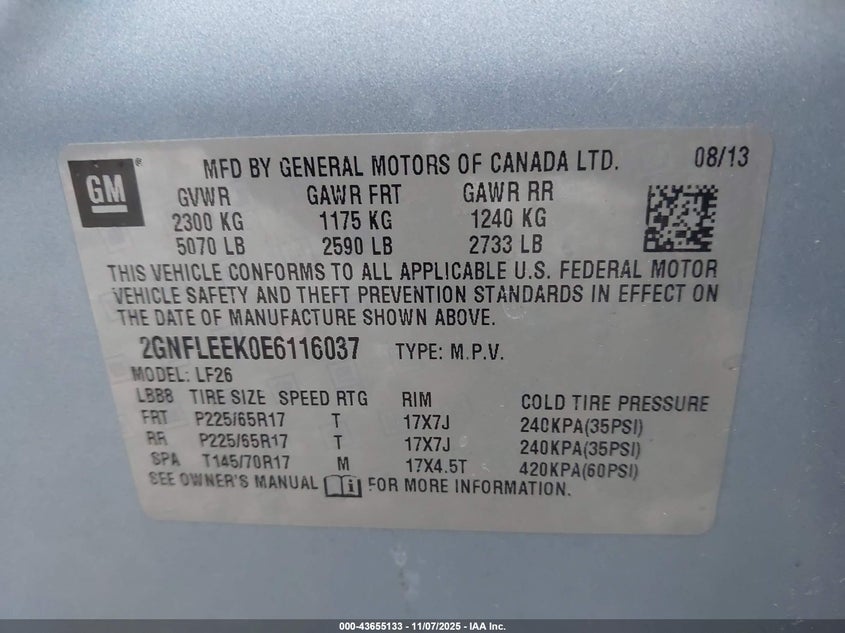 GM®
MFD BY GENERAL MOTORS OF CANADA LTD. 08/13
GVWR GAWR FRT GAWR RR
2300 KG 1175 KG 1240 KG
5070 LB 2590 LB 2733 LB
THIS VEHICLE CONFORMS TO ALL APPLICABLE U.S. FEDERAL MOTOR
VEHICLE SAFETY AND THEFT PREVENTION STANDARDS IN EFFECT ON
THE DATE OF MANUFACTURE SHOWN ABOVE.
2GNFLEEK0E6116037 TYPE: M.P.V.
MODEL: LF26
LBB8 TIRE SIZE SPEED RTG RIM COLD TIRE PRESSURE
FRT P225/65R17 T 17X7J 240KPA(35PSI)
RR P225/65R17 T 17X7J 240KPA(35PSI)
SPA T145/70R17 M 17X4.5T 420KPA(60PSI)
SEE OWNER'S MANUAL FOR MORE INFORMATION.
000-43655133 - 11/07/2025 - IAA Inc.